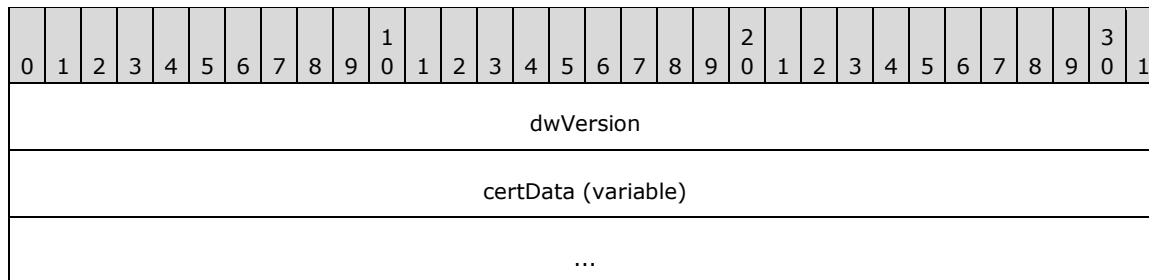 1 2 3
0 1 2 3 4 5 6 7 8 9 0 1 2 3 4 5 6 7 8 9 0 1 2 3 4 5 6 7 8 9 0 1
dwVersion
certData (variable)
...